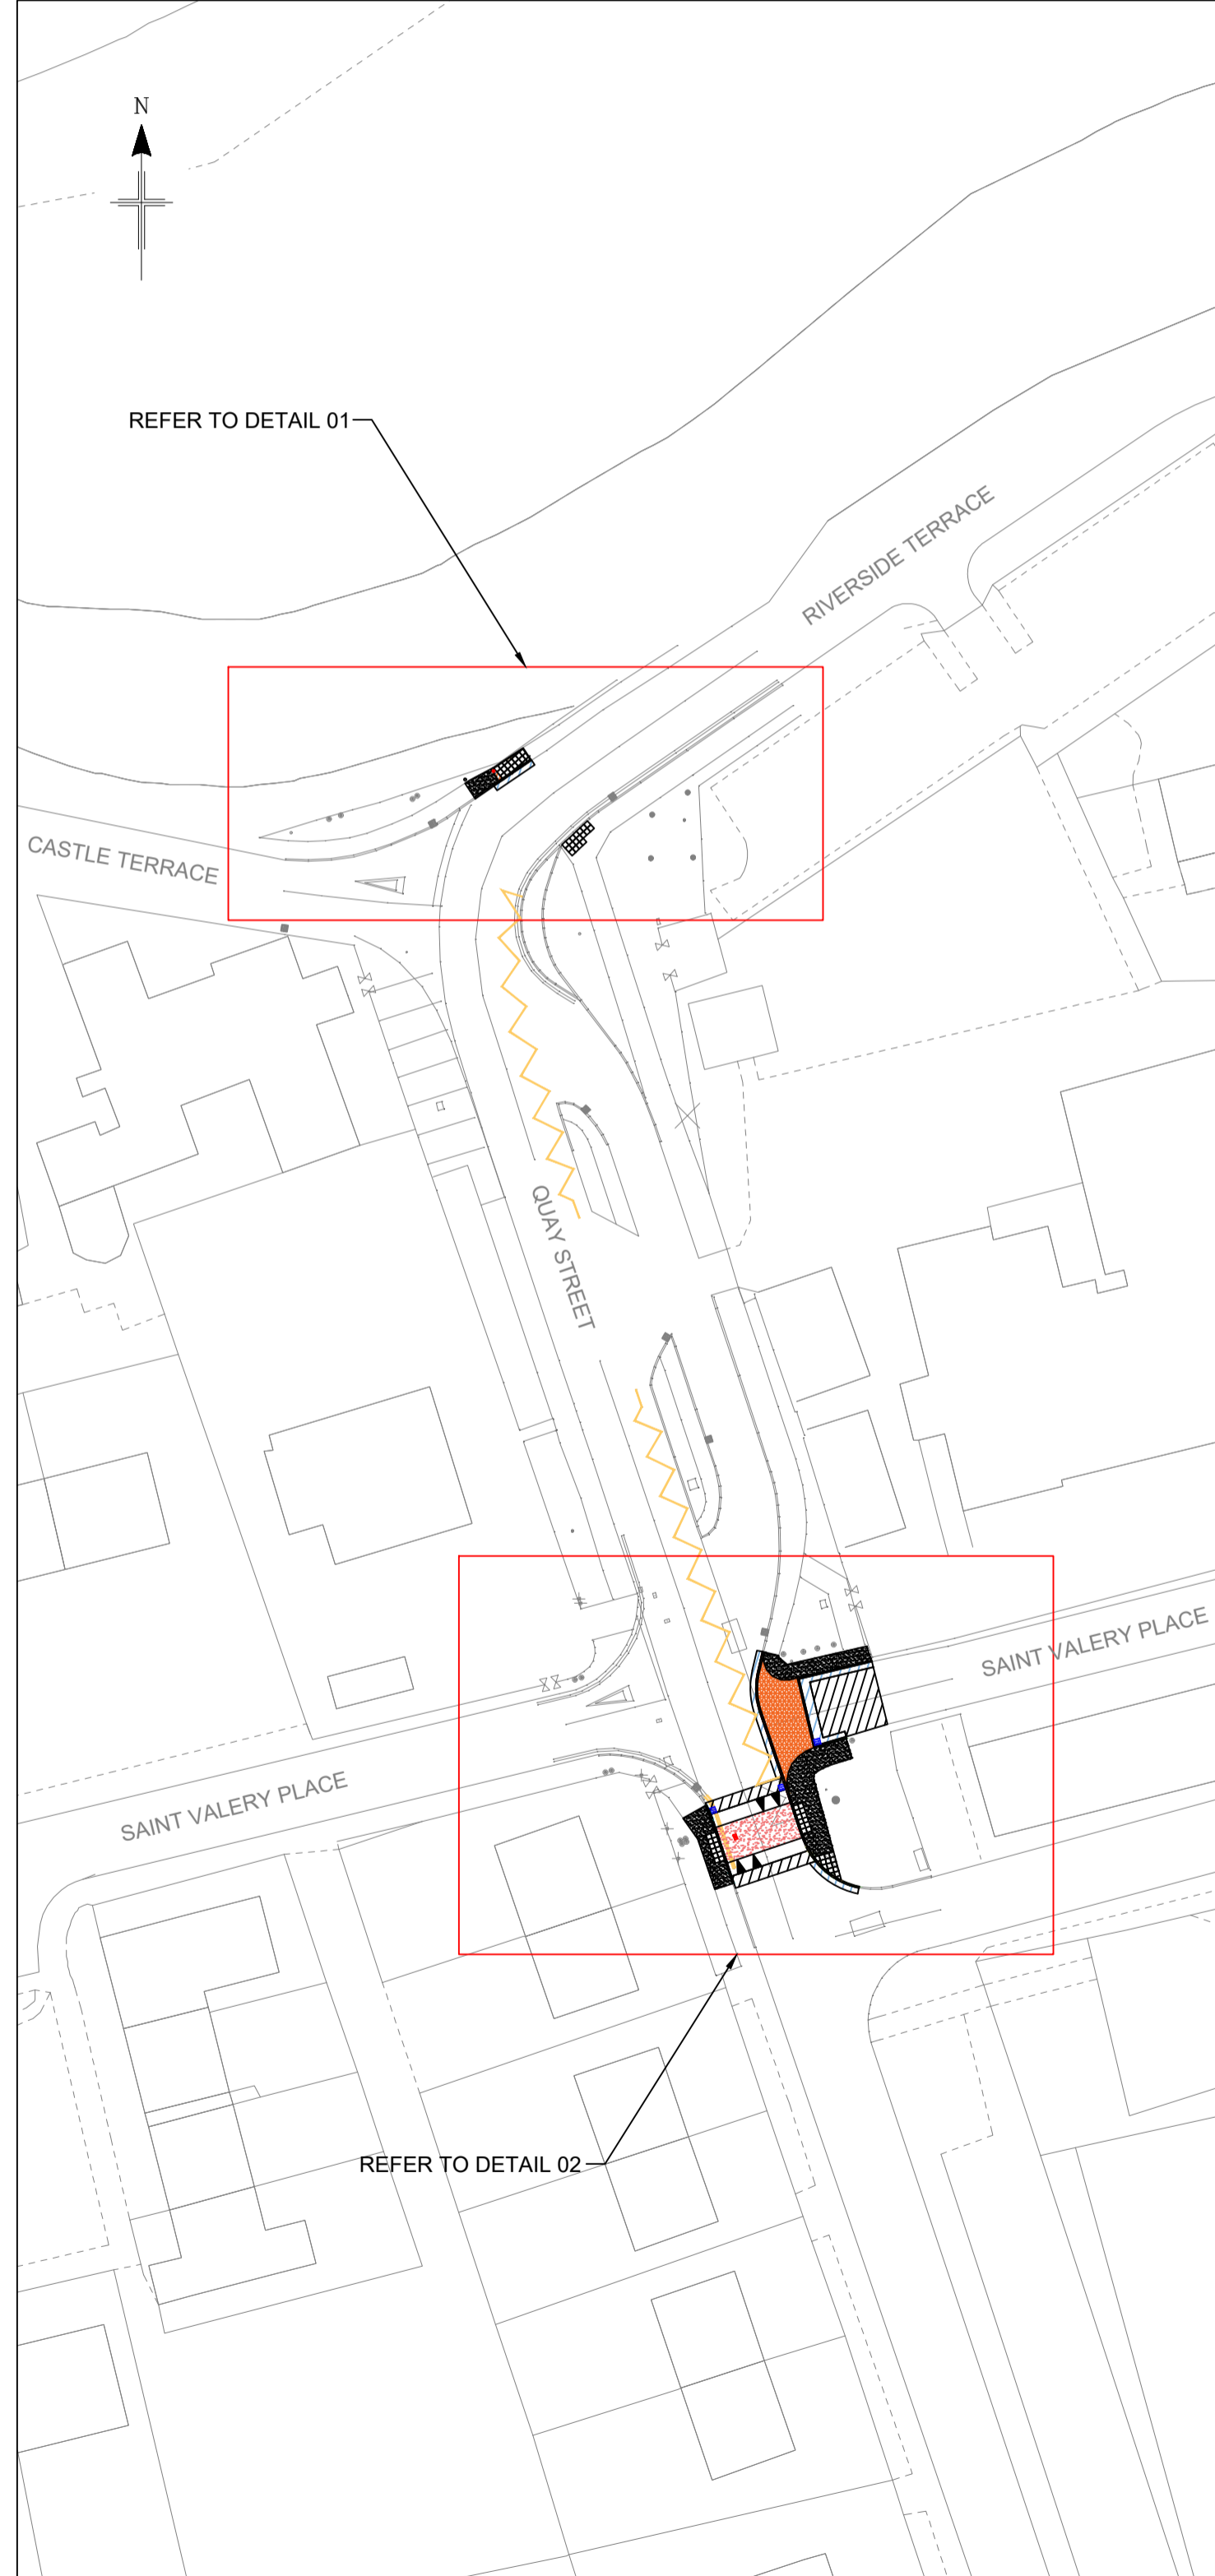 N
REFER TO DETAIL 01
RIVERSIDE TERRACE
CASTLE TERRACE
QUAY STREET
SAINT VALERY PLACE
SAINT VALERY PLACE
REFER TO DETAIL 02